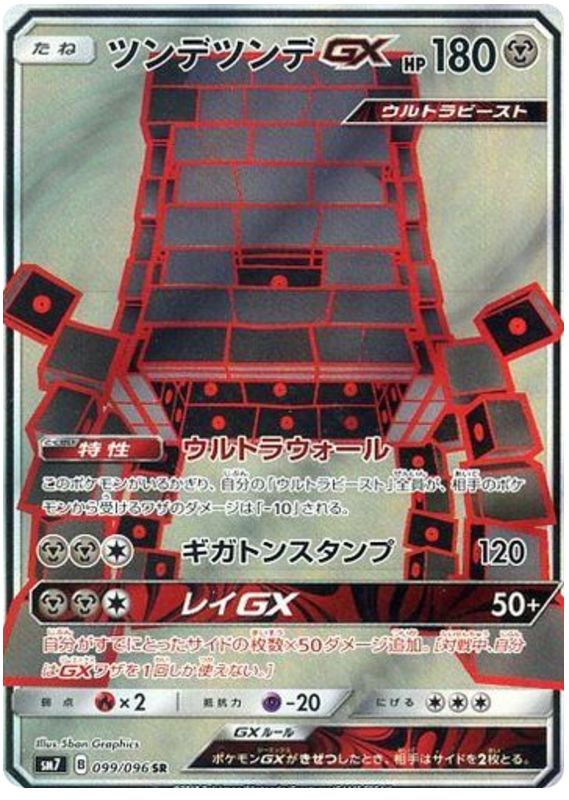 たね ツンデツンデGX HP 180
ウルトラビースト
特性 ウルトラウォール
このポケモンがいるかぎり、自分の「ウルトラビースト」全員が、相手のポケ
モンから受けるワザのダメージは「-10」される。
ギガトンスタンプ 120
レイGX 50+
自分がすでにとったサイドの枚数×50ダメージ追加。[対戦中、自分
はGXワザを1回しか使えない。]
弱点 ×2 抵抗力 -20 にげる
GXルール
Illus. 5ban Graphics
ポケモンGXがきぜつしたとき、相手はサイドを2枚とる。
SM7 B 099/096 SR